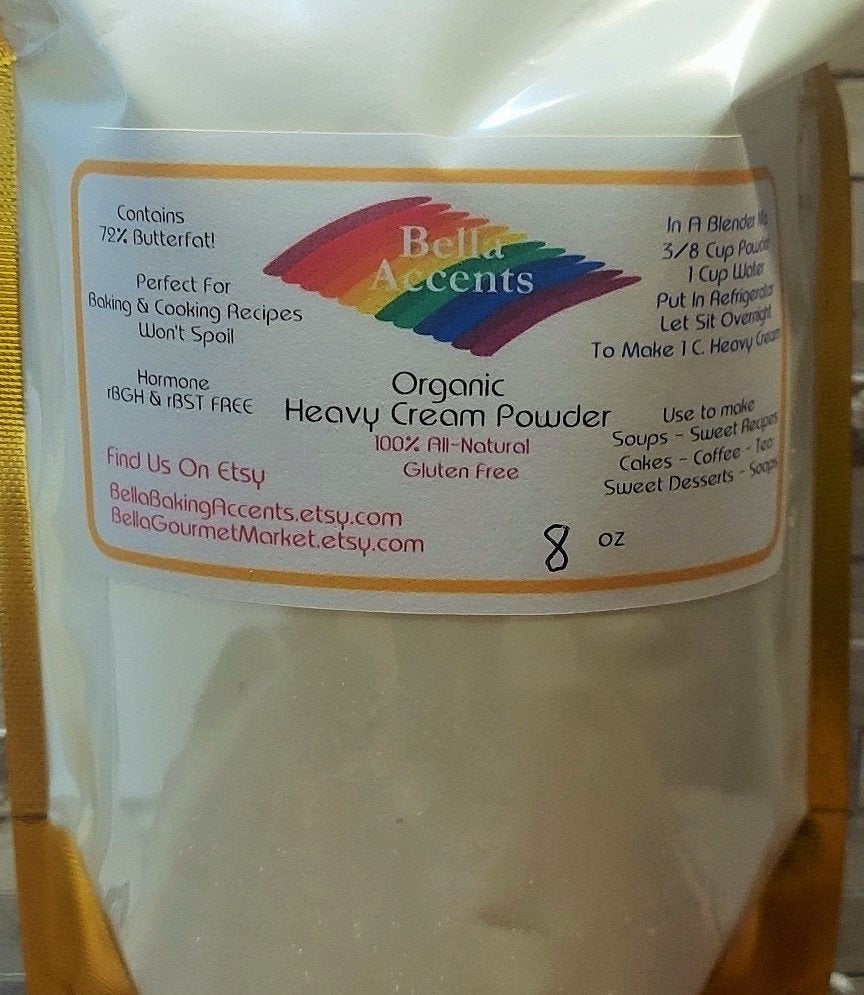 Contains
72% Butterfat!
Perfect For
Baking & Cooking Recipes
Won't Spoil
Hormone
rBGH & rBST FREE
Find Us On Etsy
BellaBakingAccents.etsy.com
BellaGourmetMarket.etsy.com
Bella
Accents
Organic
Heavy Cream Powder
100% All-Natural
Gluten Free
8 oz
In A Blender
3/8 Cup Powder
1 Cup Water
Put In Refrigerator
Let Sit Overnight
To Make 1 C. Heavy Cream
Use to make
Soups - Sweet Recipes
Cakes - Coffee - Tea
Sweet Desserts - Soaps